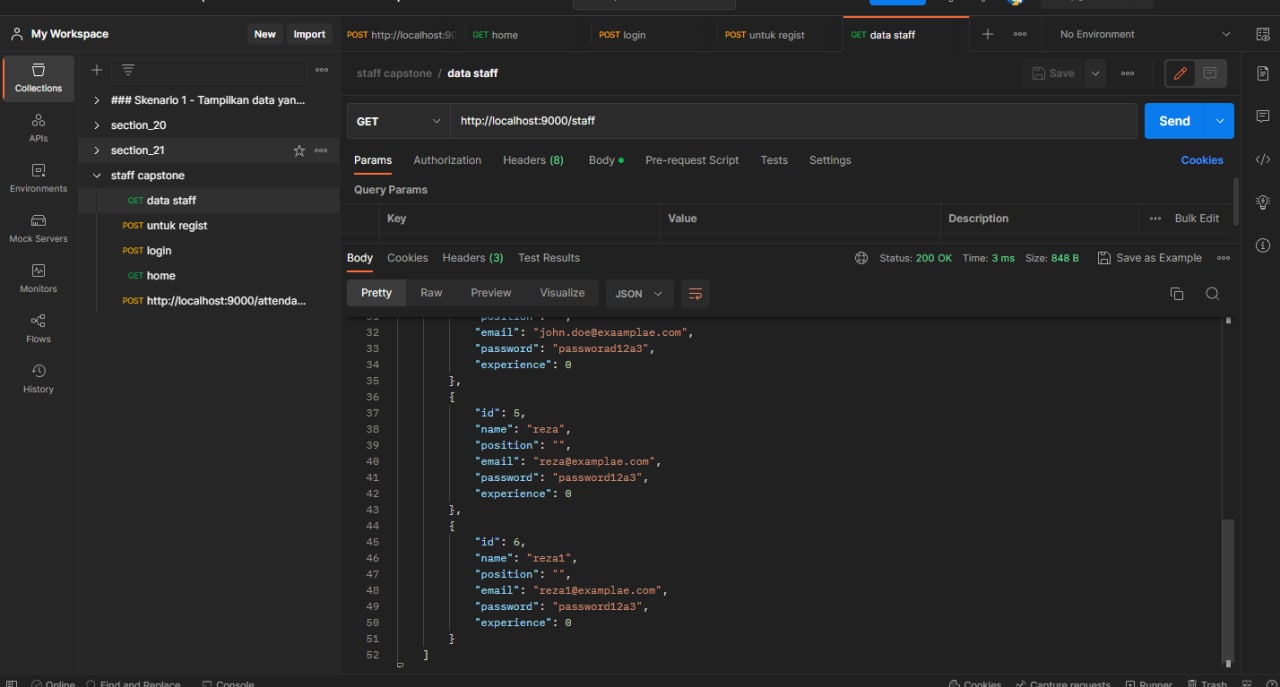 My Workspace
New
Import
POST http://localhost:90
GET home
POST login
POST untuk regist
GET data staff
No Environment
Collections
APIs
Environments
Mock Servers
Monitors
Flows
History
### Skenario 1 - Tampilkan data yan...
section_20
section_21
staff capstone
GET data staff
POST untuk regist
POST login
GET home
POST http://localhost:9000/attenda...
staff capstone / data staff
Save
GET
http://localhost:9000/staff
Send
Params Authorization Headers (8) Body Pre-request Script Tests Settings
Cookies
Query Params
Key Value Description Bulk Edit
Body Cookies Headers (3) Test Results
Status: 200 OK Time: 3 ms Size: 848 B Save as Example
Pretty Raw Preview Visualize JSON
31 "position": "",
32 "email": "john.doe@exaamplae.com",
33 "password": "passworad12a3",
34 "experience": 0
35 },
36 {
37 "id": 5,
38 "name": "reza",
39 "position": "",
40 "email": "reza@examplae.com",
41 "password": "password12a3",
42 "experience": 0
43 },
44 {
45 "id": 6,
46 "name": "reza1",
47 "position": "",
48 "email": "reza1@examplae.com",
49 "password": "password12a3",
50 "experience": 0
51 }
52 ]
Online Find and Replace Console
Cookies Capture requests Runner Trash